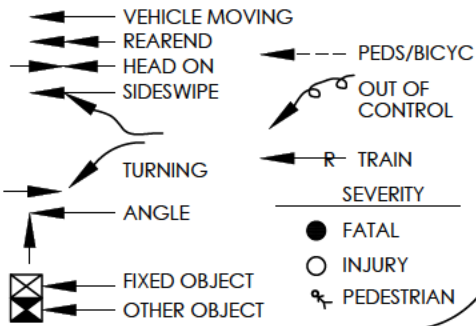 VEHICLE MOVING
REAREND
HEAD ON
SIDESWIPE
TURNING
ANGLE
FIXED OBJECT
OTHER OBJECT
PEDS/BICYC
OUT OF
CONTROL
R TRAIN
SEVERITY
FATAL
INJURY
PEDESTRIAN